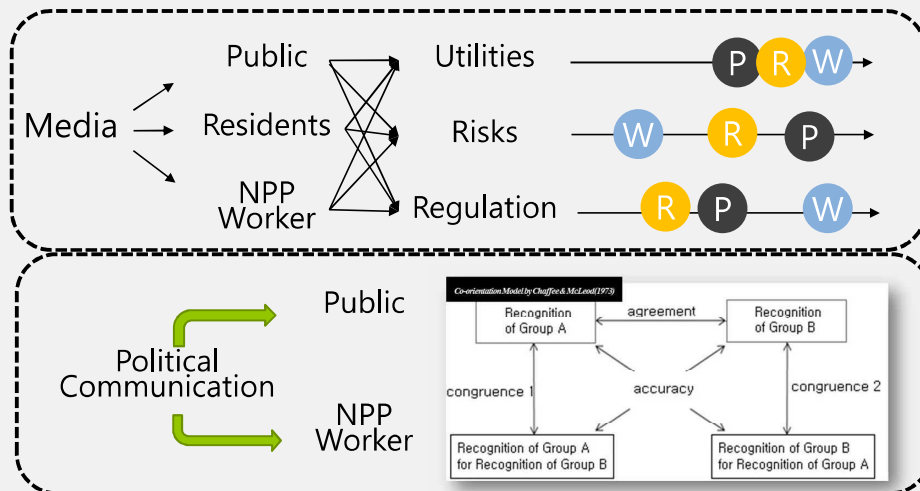 Media
Public
Residents
NPP
Worker
Utilities
P R W
Risks
W R P
Regulation
R P W
Political
Communication
Public
NPP
Worker
Co-orientation Model by Chaffee & McLeod(1973)
Recognition
of Group A
agreement
Recognition
of Group B
congruence 1
accuracy
congruence 2
Recognition of Group A
for Recognition of Group B
Recognition of Group B
for Recognition of Group A